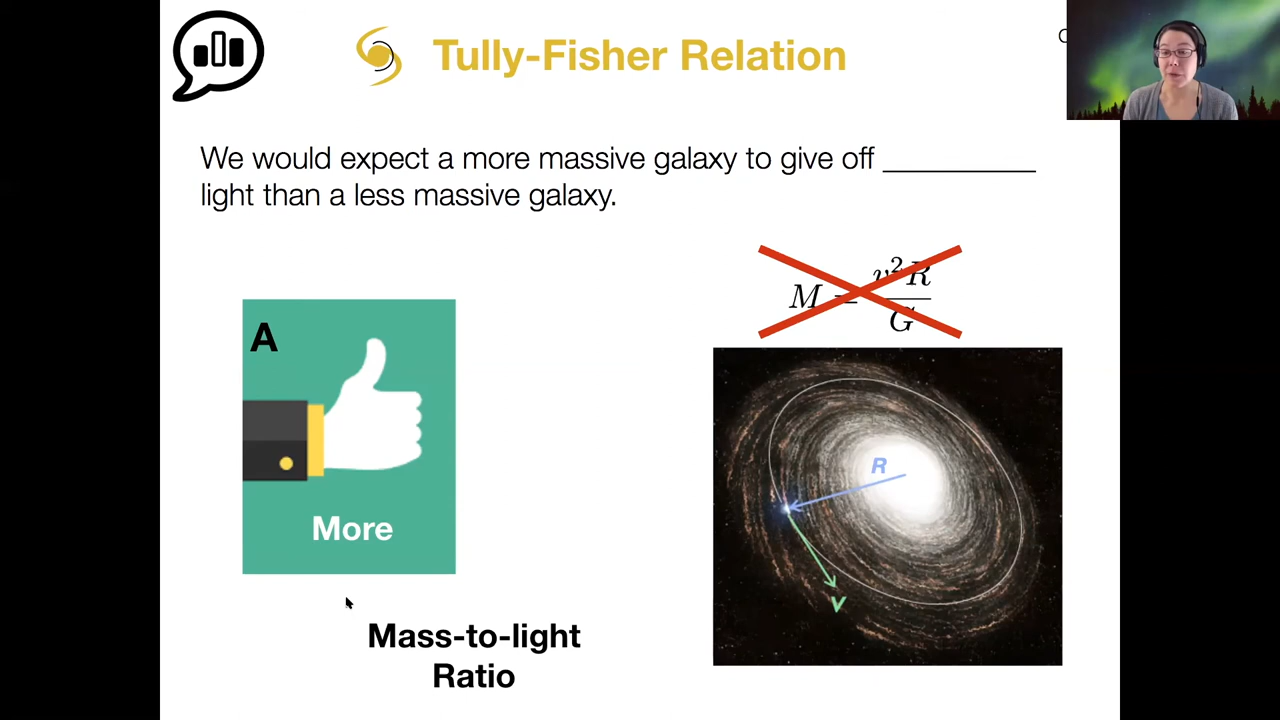 Tully-Fisher Relation
We would expect a more massive galaxy to give off __________
light than a less massive galaxy.
M = v²R/G
A
R
More
v
Mass-to-light
Ratio